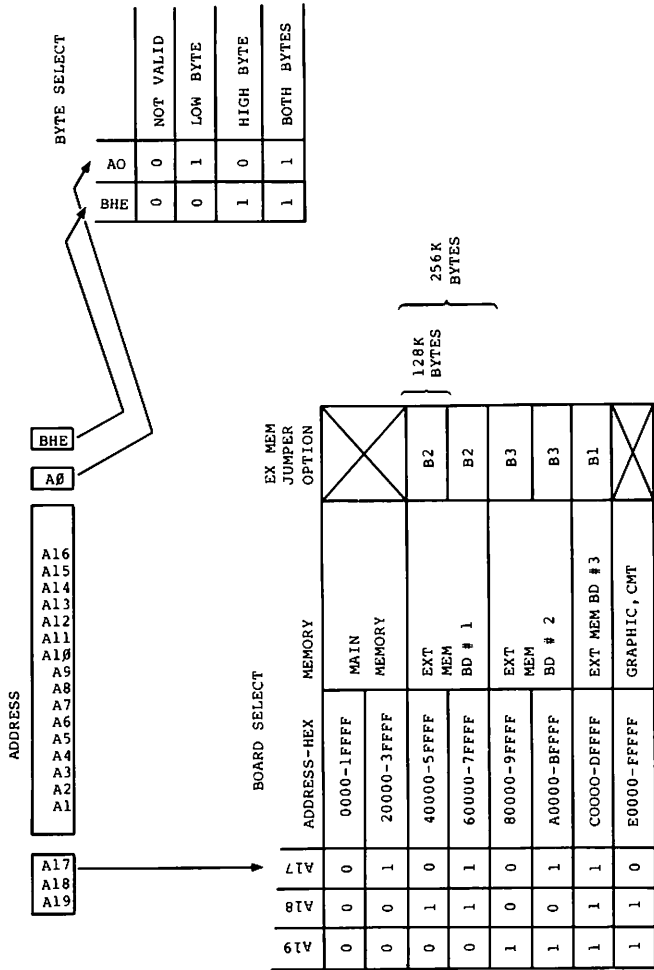 ADDRESS
A19
A18
A17
A1
A2
A3
A4
A5
A6
A7
A8
A9
A1Ø
A11
A12
A13
A14
A15
A16
AØ
BHE
BYTE SELECT
BHE A0
0 0 NOT VALID
0 1 LOW BYTE
1 0 HIGH BYTE
1 1 BOTH BYTES
BOARD SELECT
EX MEM
JUMPER
OPTION
A19 A18 A17 ADDRESS-HEX MEMORY
0 0 0 0000-1FFFF MAIN
0 0 1 20000-3FFFF MEMORY
0 1 0 40000-5FFFF EXT
MEM
BD # 1
B2
0 1 1 60000-7FFFF B2
1 0 0 80000-9FFFF EXT
MEM
BD # 2
B3
1 0 1 A0000-BFFFF B3
1 1 1 C0000-DFFFF EXT MEM BD #3 B1
1 1 0 E0000-FFFFF GRAPHIC,CMT
128K
BYTES
256K
BYTES